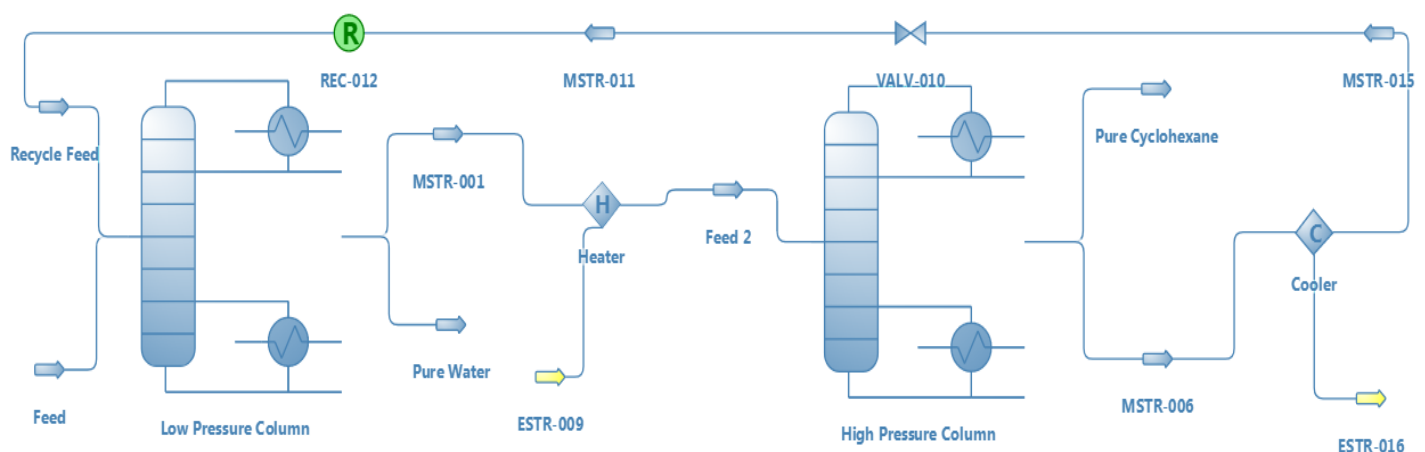 R
REC-012
MSTR-011
VALV-010
MSTR-015
Recycle Feed
MSTR-001
H
Heater
Feed 2
Pure Cyclohexane
C
Cooler
Feed
Low Pressure Column
Pure Water
ESTR-009
High Pressure Column
MSTR-006
ESTR-016